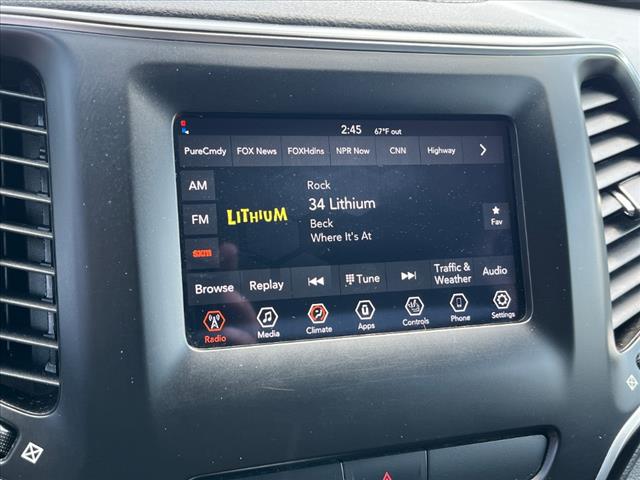 2:45 67°F out
PureCmdy FOX News FOXHdlns NPR Now CNN Highway
AM
FM
sxm
LiTHiUM
Rock
34 Lithium
Beck
Where It's At
Fav
Browse Replay Tune Traffic & Weather Audio
Radio Media Climate Apps Controls Phone Settings